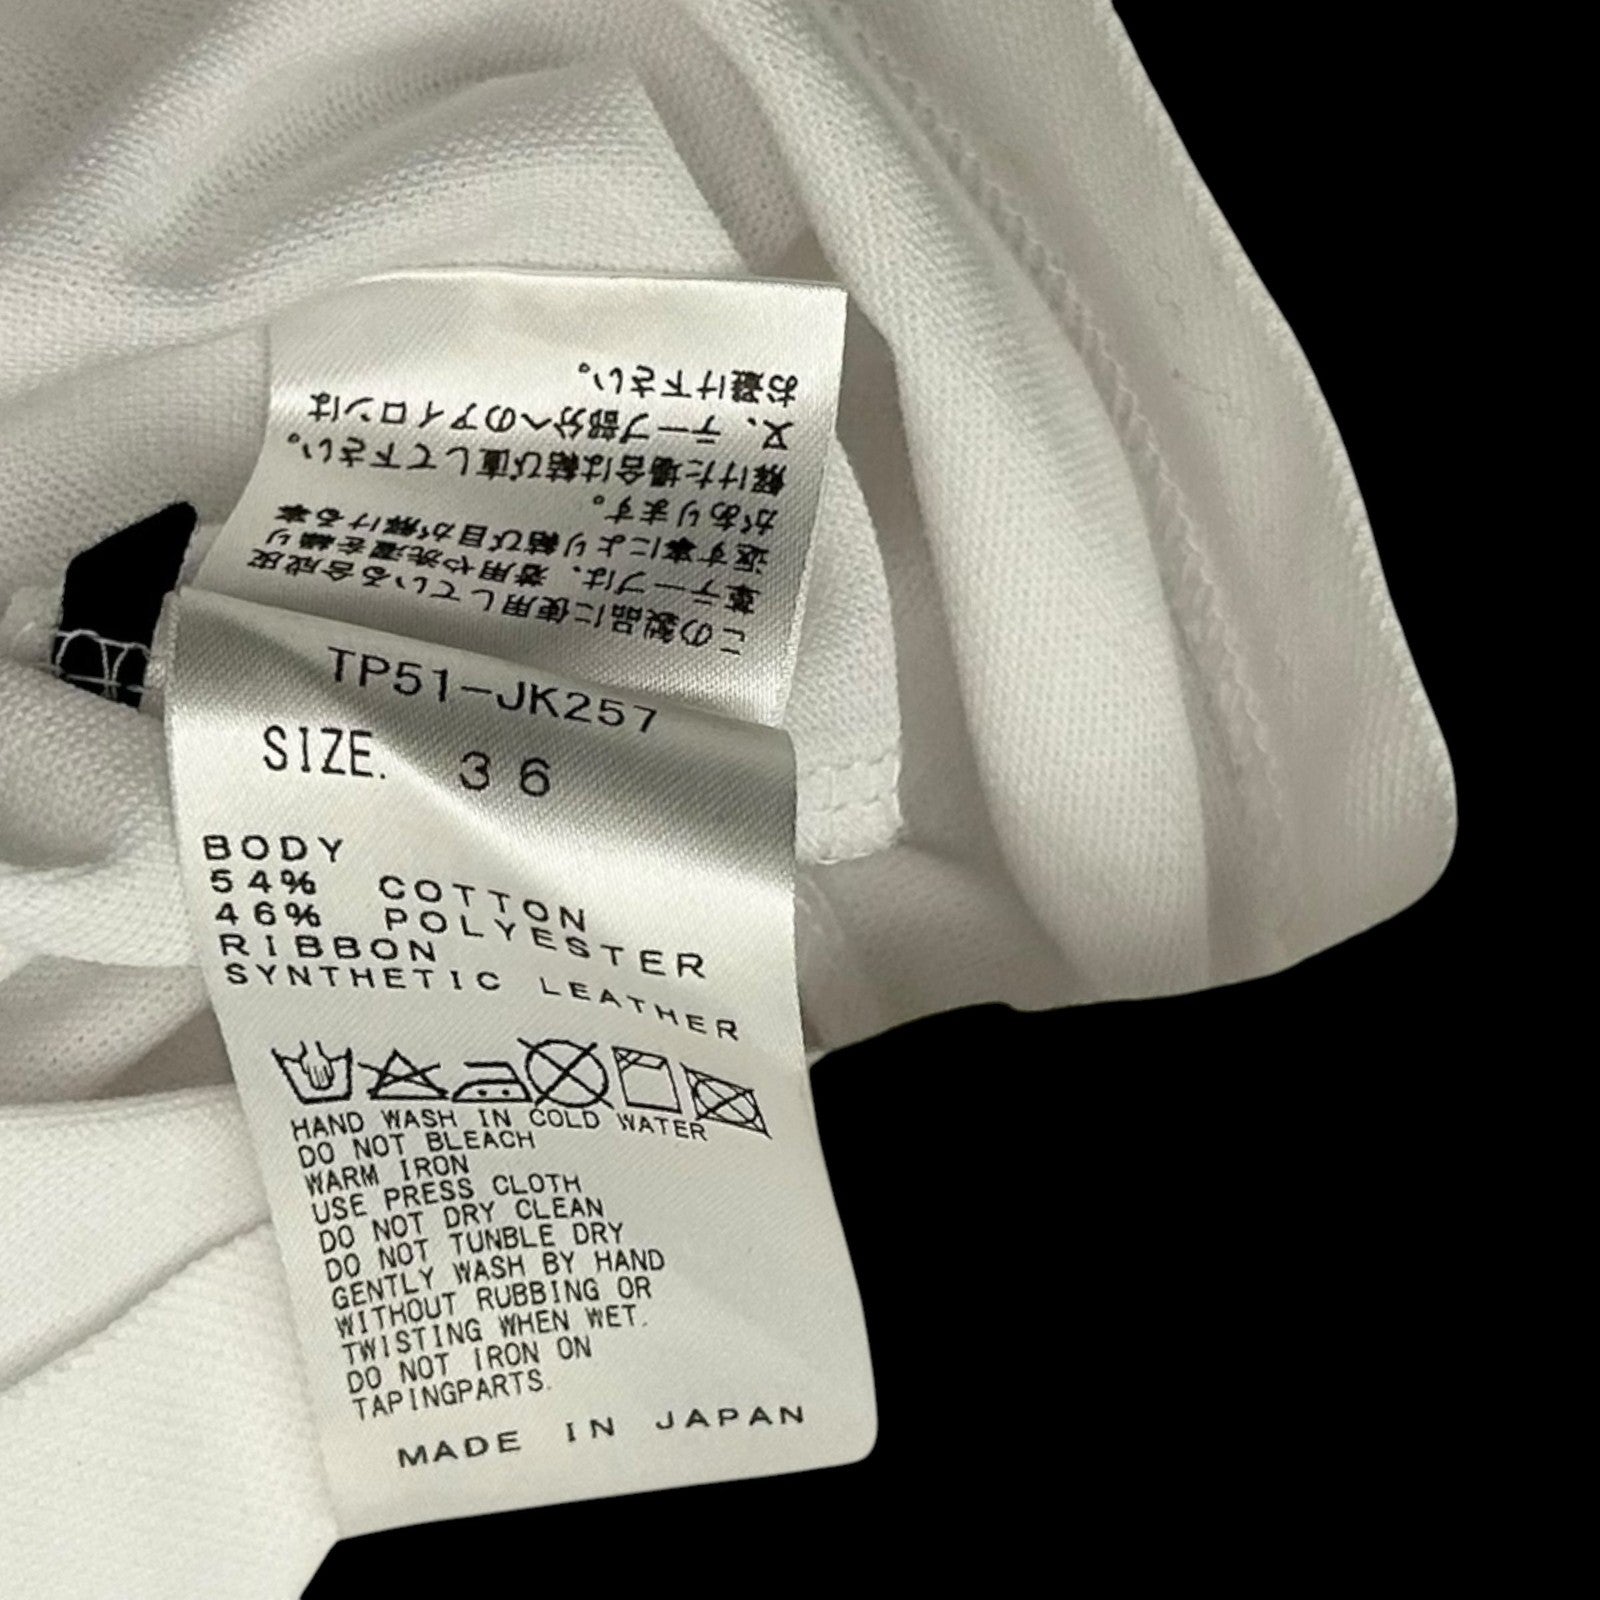 この製品に使用している合成皮
革テープは、着用や洗濯を繰り
返す事により結び目が解ける事
があります。
解けた場合は結び直して下さい。
又、テープ部分へのアイロンは
お避け下さい。
TP51-JK257
SIZE. 36
BODY
54% COTTON
46% POLYESTER
RIBBON
SYNTHETIC LEATHER
HAND WASH IN COLD WATER
DO NOT BLEACH
WARM IRON
USE PRESS CLOTH
DO NOT DRY CLEAN
DO NOT TUNBLE DRY
GENTLY WASH BY HAND
WITHOUT RUBBING OR
TWISTING WHEN WET.
DO NOT IRON ON
TAPINGPARTS.
MADE IN JAPAN